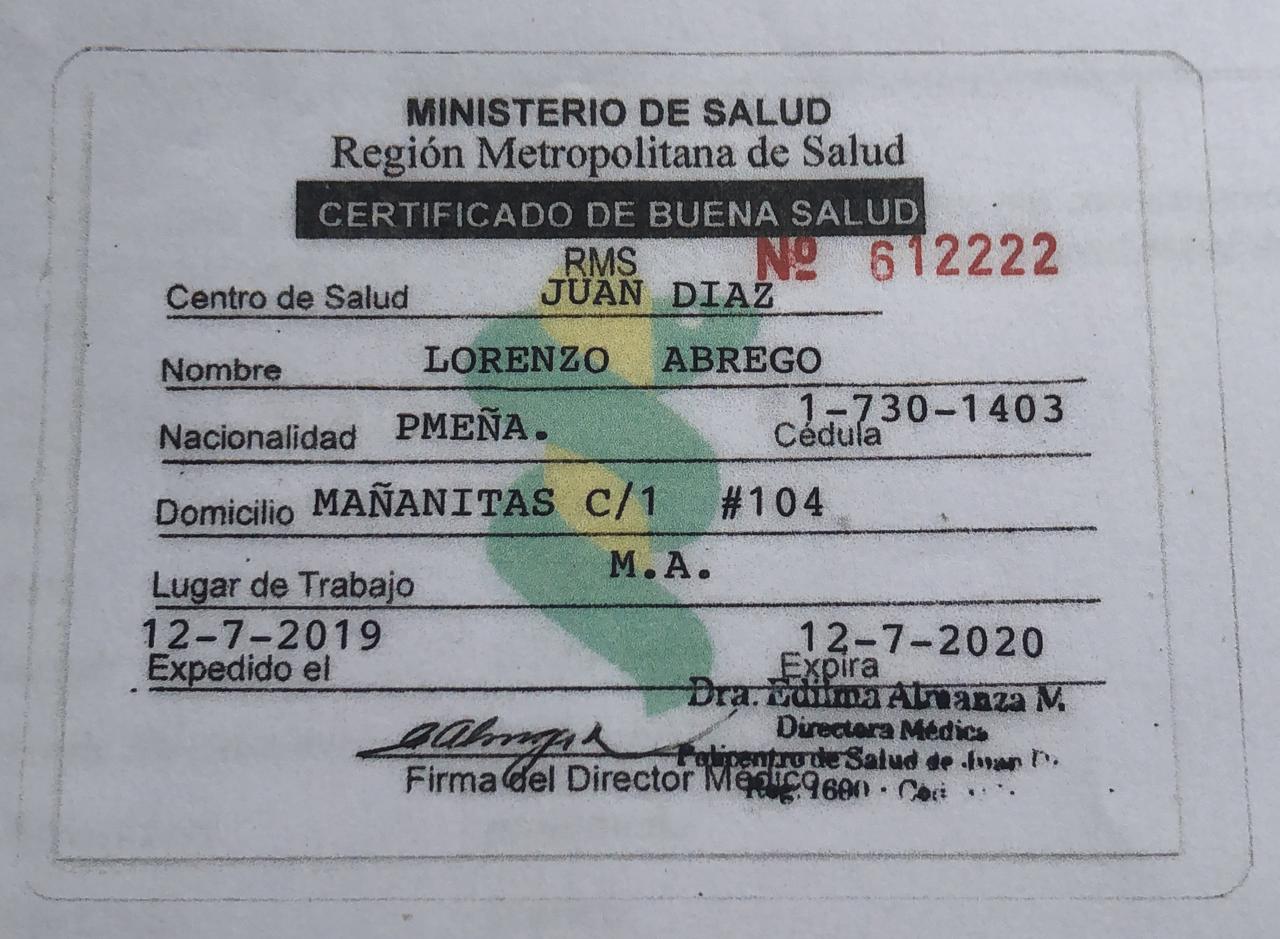 MINISTERIO DE SALUD
Región Metropolitana de Salud
CERTIFICADO DE BUENA SALUD
RMS Nº 612222
Centro de Salud JUAN DIAZ
Nombre LORENZO ABREGO
Nacionalidad PMEÑA. Cédula 1-730-1403
Domicilio MAÑANITAS C/1 #104
Lugar de Trabajo M.A.
12-7-2019 12-7-2020
Expedido el Expira
Dra. Edilma Almanza M.
Directora Médica
Policentro de Salud de Juan D.
Firma del Director Médico
Reg. 1600